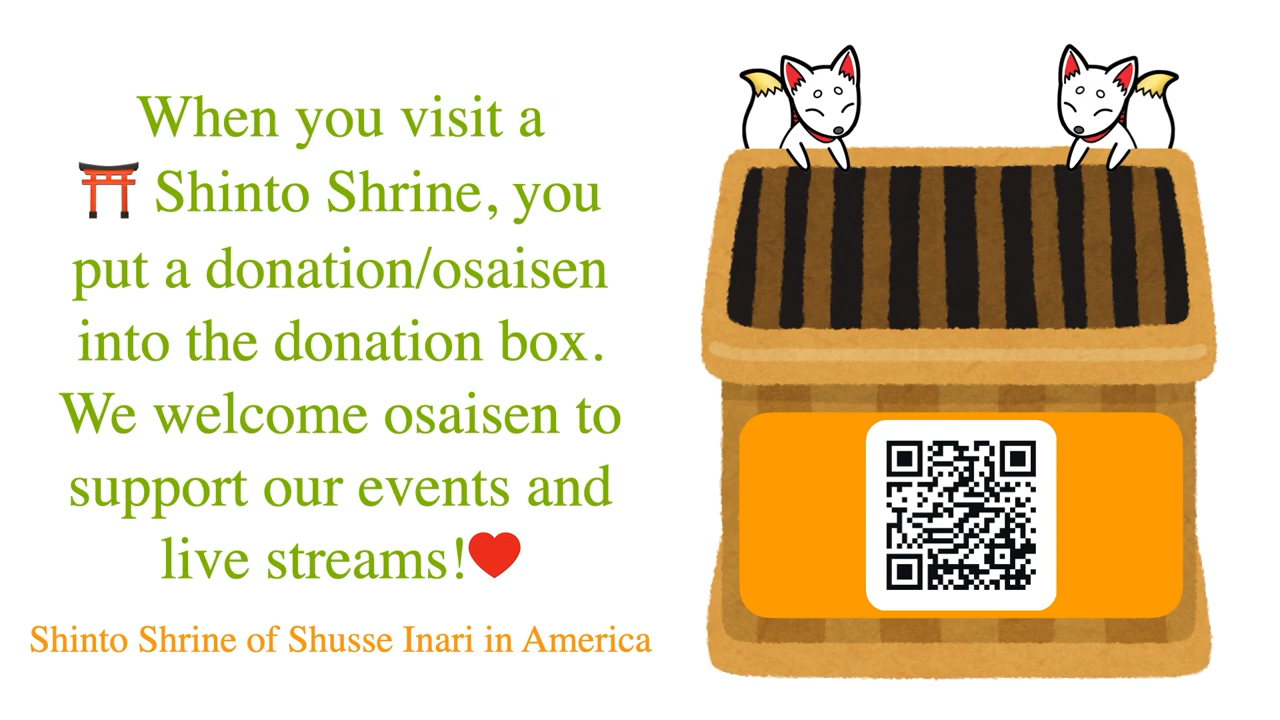 When you visit a
⛩️ Shinto Shrine, you
put a donation/osaisen
into the donation box.
We welcome osaisen to
support our events and
live streams!❤️
Shinto Shrine of Shusse Inari in America